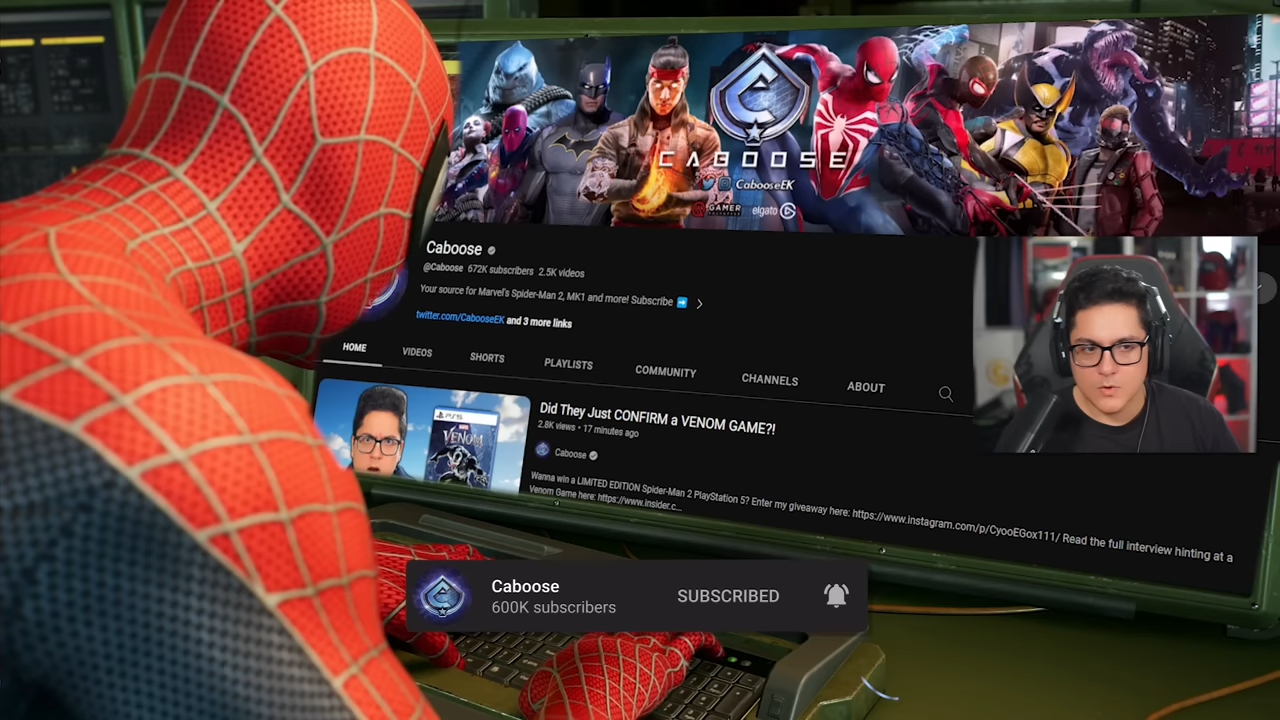 CABOOSE
CabooseEK
GAMER
elgato
Caboose
@Caboose 672K subscribers 2.5K videos
Your source for Marvel's Spider-Man 2, MK1 and more! Subscribe
twitter.com/CabooseEK and 3 more links
HOME VIDEOS SHORTS PLAYLISTS COMMUNITY CHANNELS ABOUT
PS5
VENOM
Did They Just CONFIRM a VENOM GAME?!
2.8K views • 17 minutes ago
Caboose
Wanna win a LIMITED EDITION Spider-Man 2 PlayStation 5? Enter my giveaway here: https://www.instagram.com/p/CyooEGox111/ Read the full interview hinting at a
Venom Game here: https://www.insider.c...
Caboose
600K subscribers
SUBSCRIBED